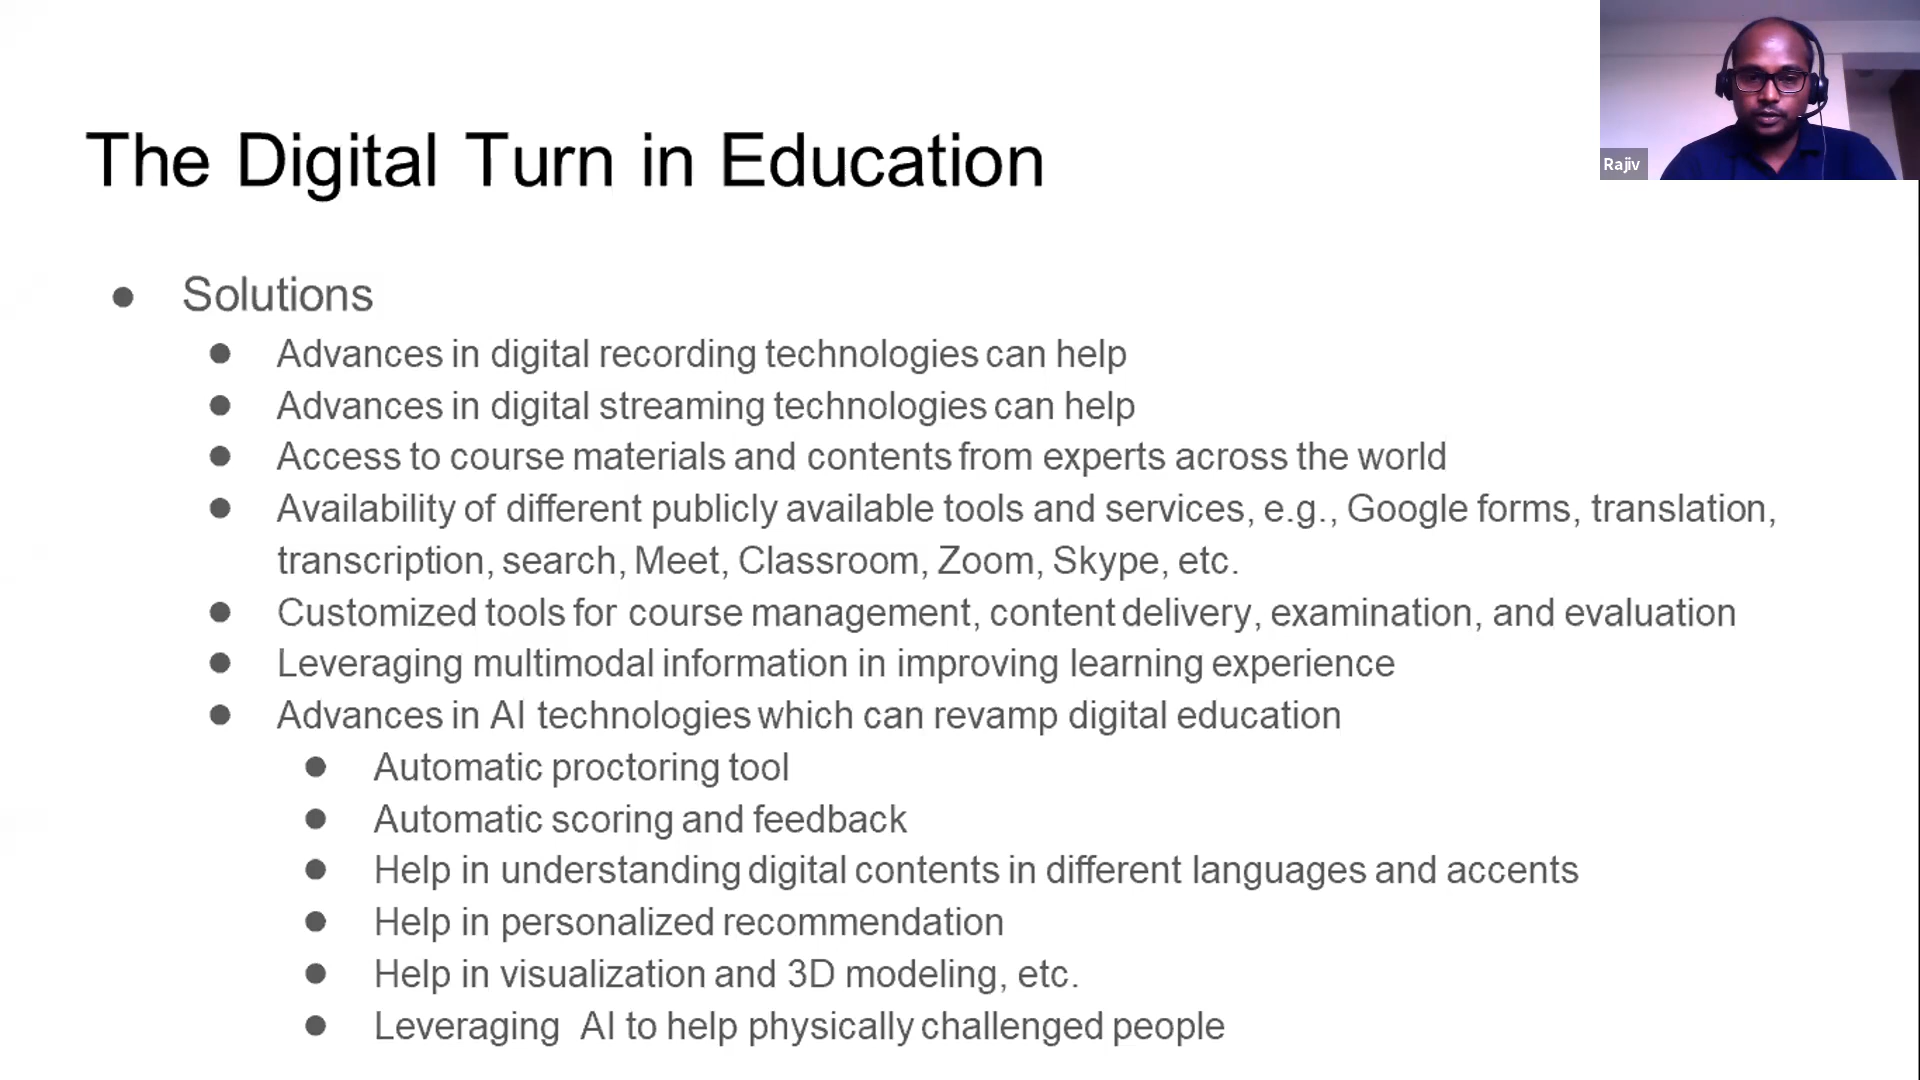 The Digital Turn in Education
Rajiv
● Solutions
● Advances in digital recording technologies can help
● Advances in digital streaming technologies can help
● Access to course materials and contents from experts across the world
● Availability of different publicly available tools and services, e.g., Google forms, translation,
transcription, search, Meet, Classroom, Zoom, Skype, etc.
● Customized tools for course management, content delivery, examination, and evaluation
● Leveraging multimodal information in improving learning experience
● Advances in AI technologies which can revamp digital education
● Automatic proctoring tool
● Automatic scoring and feedback
● Help in understanding digital contents in different languages and accents
● Help in personalized recommendation
● Help in visualization and 3D modeling, etc.
● Leveraging AI to help physically challenged people